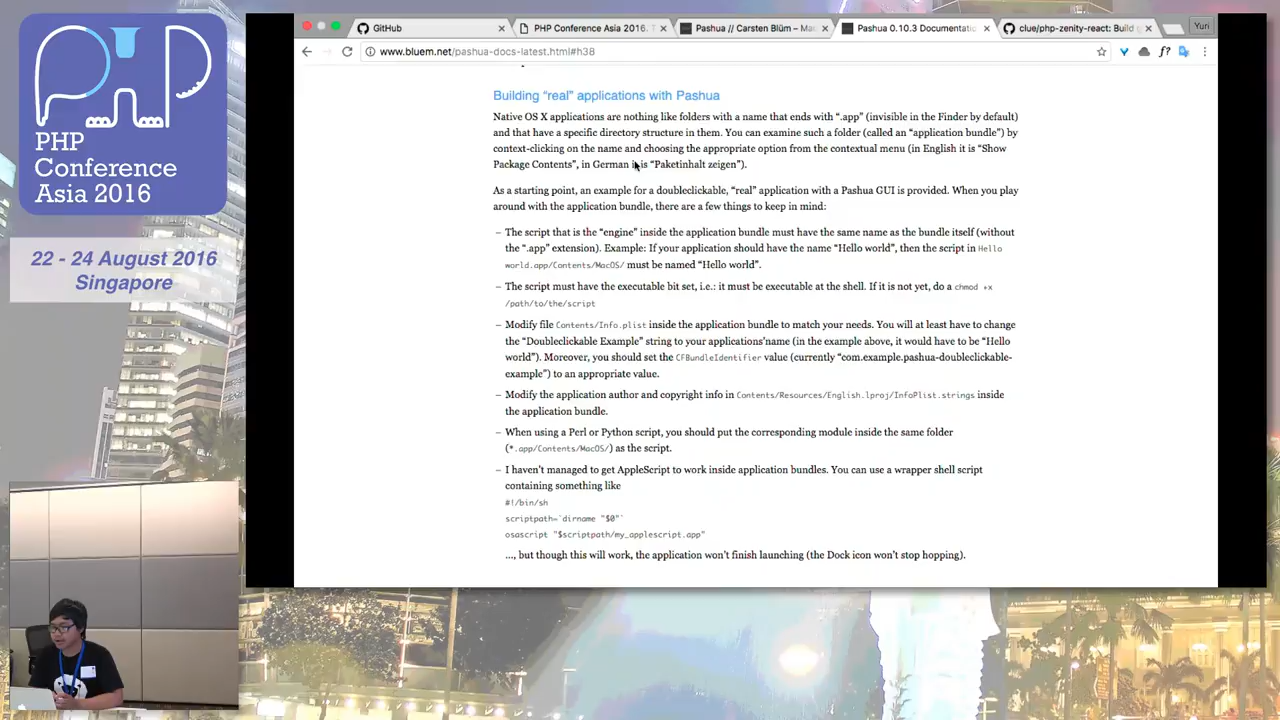 php
PHP
Conference
Asia 2016
22 - 24 August 2016
Singapore
GitHub
PHP Conference Asia 2016. T
Pashua // Carsten Blüm – Ma
Pashua 0.10.3 Documentatio
clue/php-zenity-react: Build
Yuri
www.bluem.net/pashua-docs-latest.html#h38
Building “real” applications with Pashua
Native OS X applications are nothing like folders with a name that ends with “.app” (invisible in the Finder by default)
and that have a specific directory structure in them. You can examine such a folder (called an “application bundle”) by
context-clicking on the name and choosing the appropriate option from the contextual menu (in English it is “Show
Package Contents”, in German is “Paketinhalt zeigen”).
As a starting point, an example for a doubleclickable, “real” application with a Pashua GUI is provided. When you play
around with the application bundle, there are a few things to keep in mind:
– The script that is the “engine” inside the application bundle must have the same name as the bundle itself (without
the “.app” extension). Example: If your application should have the name “Hello world”, then the script in Hello
world.app/Contents/MacOS/ must be named “Hello world”.
– The script must have the executable bit set, i.e.: it must be executable at the shell. If it is not yet, do a chmod +x
/path/to/the/script
– Modify file Contents/Info.plist inside the application bundle to match your needs. You will at least have to change
the “Doubleclickable Example” string to your applications’name (in the example above, it would have to be “Hello
world”). Moreover, you should set the CFBundleIdentifier value (currently “com.example.pashua-doubleclickable-
example”) to an appropriate value.
– Modify the application author and copyright info in Contents/Resources/English.lproj/InfoPlist.strings inside
the application bundle.
– When using a Perl or Python script, you should put the corresponding module inside the same folder
(*.app/Contents/MacOS/) as the script.
– I haven’t managed to get AppleScript to work inside application bundles. You can use a wrapper shell script
containing something like
#!/bin/sh
scriptpath=`dirname "$0"`
osascript "$scriptpath/my_applescript.app"
..., but though this will work, the application won’t finish launching (the Dock icon won’t stop hopping).